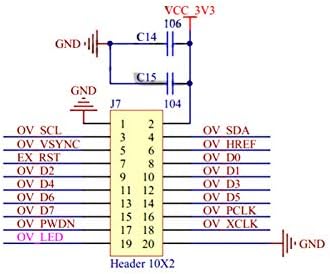 VCC_3V3
106
C14
GND
C15
GND
104
J7
1 2
OV_SCL 3 4 OV_SDA
OV_VSYNC 5 6 OV_HREF
EX_RST 7 8 OV_D0
OV_D2 9 10 OV_D1
OV_D4 11 12 OV_D3
OV_D6 13 14 OV_D5
OV_D7 15 16 OV_PCLK
OV_PWDN 17 18 OV_XCLK
OV_LED 19 20 GND
Header 10X2